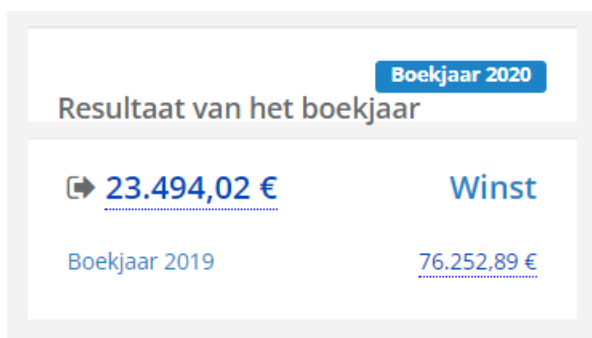 Boekjaar 2020
Resultaat van het boekjaar
23.494,02 € Winst
Boekjaar 2019 76.252,89 €